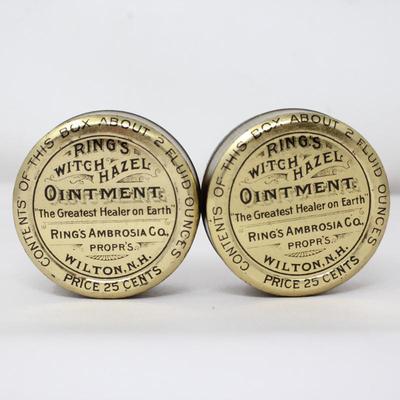 CONTENTS OF THIS BOX ABOUT 2 FLUID OUNCES
RING'S
WITCH HAZEL
OINTMENT
"The Greatest Healer on Earth"
RING'S AMBROSIA CO.
PROPR'S.
WILTON, N.H.
PRICE 25 CENTS
CONTENTS OF THIS BOX ABOUT 2 FLUID OUNCES
RING'S
WITCH HAZEL
OINTMENT
"The Greatest Healer on Earth"
RING'S AMBROSIA CO.
PROPR'S.
WILTON, N.H.
PRICE 25 CENTS